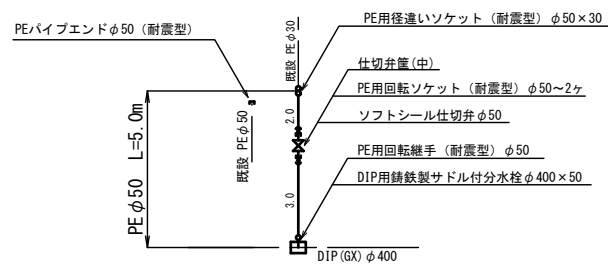 PEパイプエンドφ50（耐震型）
既設 PEφ30
PE用径違いソケット（耐震型）φ50×30
仕切弁筐(中)
PE用回転ソケット（耐震型）φ50～2ヶ
ソフトシール仕切弁φ50
PE用回転継手（耐震型）φ50
DIP用鋳鉄製サドル付分水栓φ400×50
PEφ50 L=5.0m
既設 PEφ50
2.0
3.0
DIP(GX)φ400